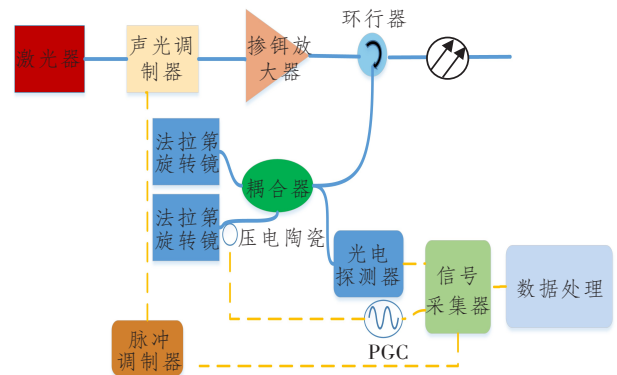 激光器
声光调
制器
掺铒放
大器
环行器
法拉第
旋转镜
耦合器
法拉第
旋转镜
压电陶瓷
光电
探测器
信号
采集器
数据处理
PGC
脉冲
调制器